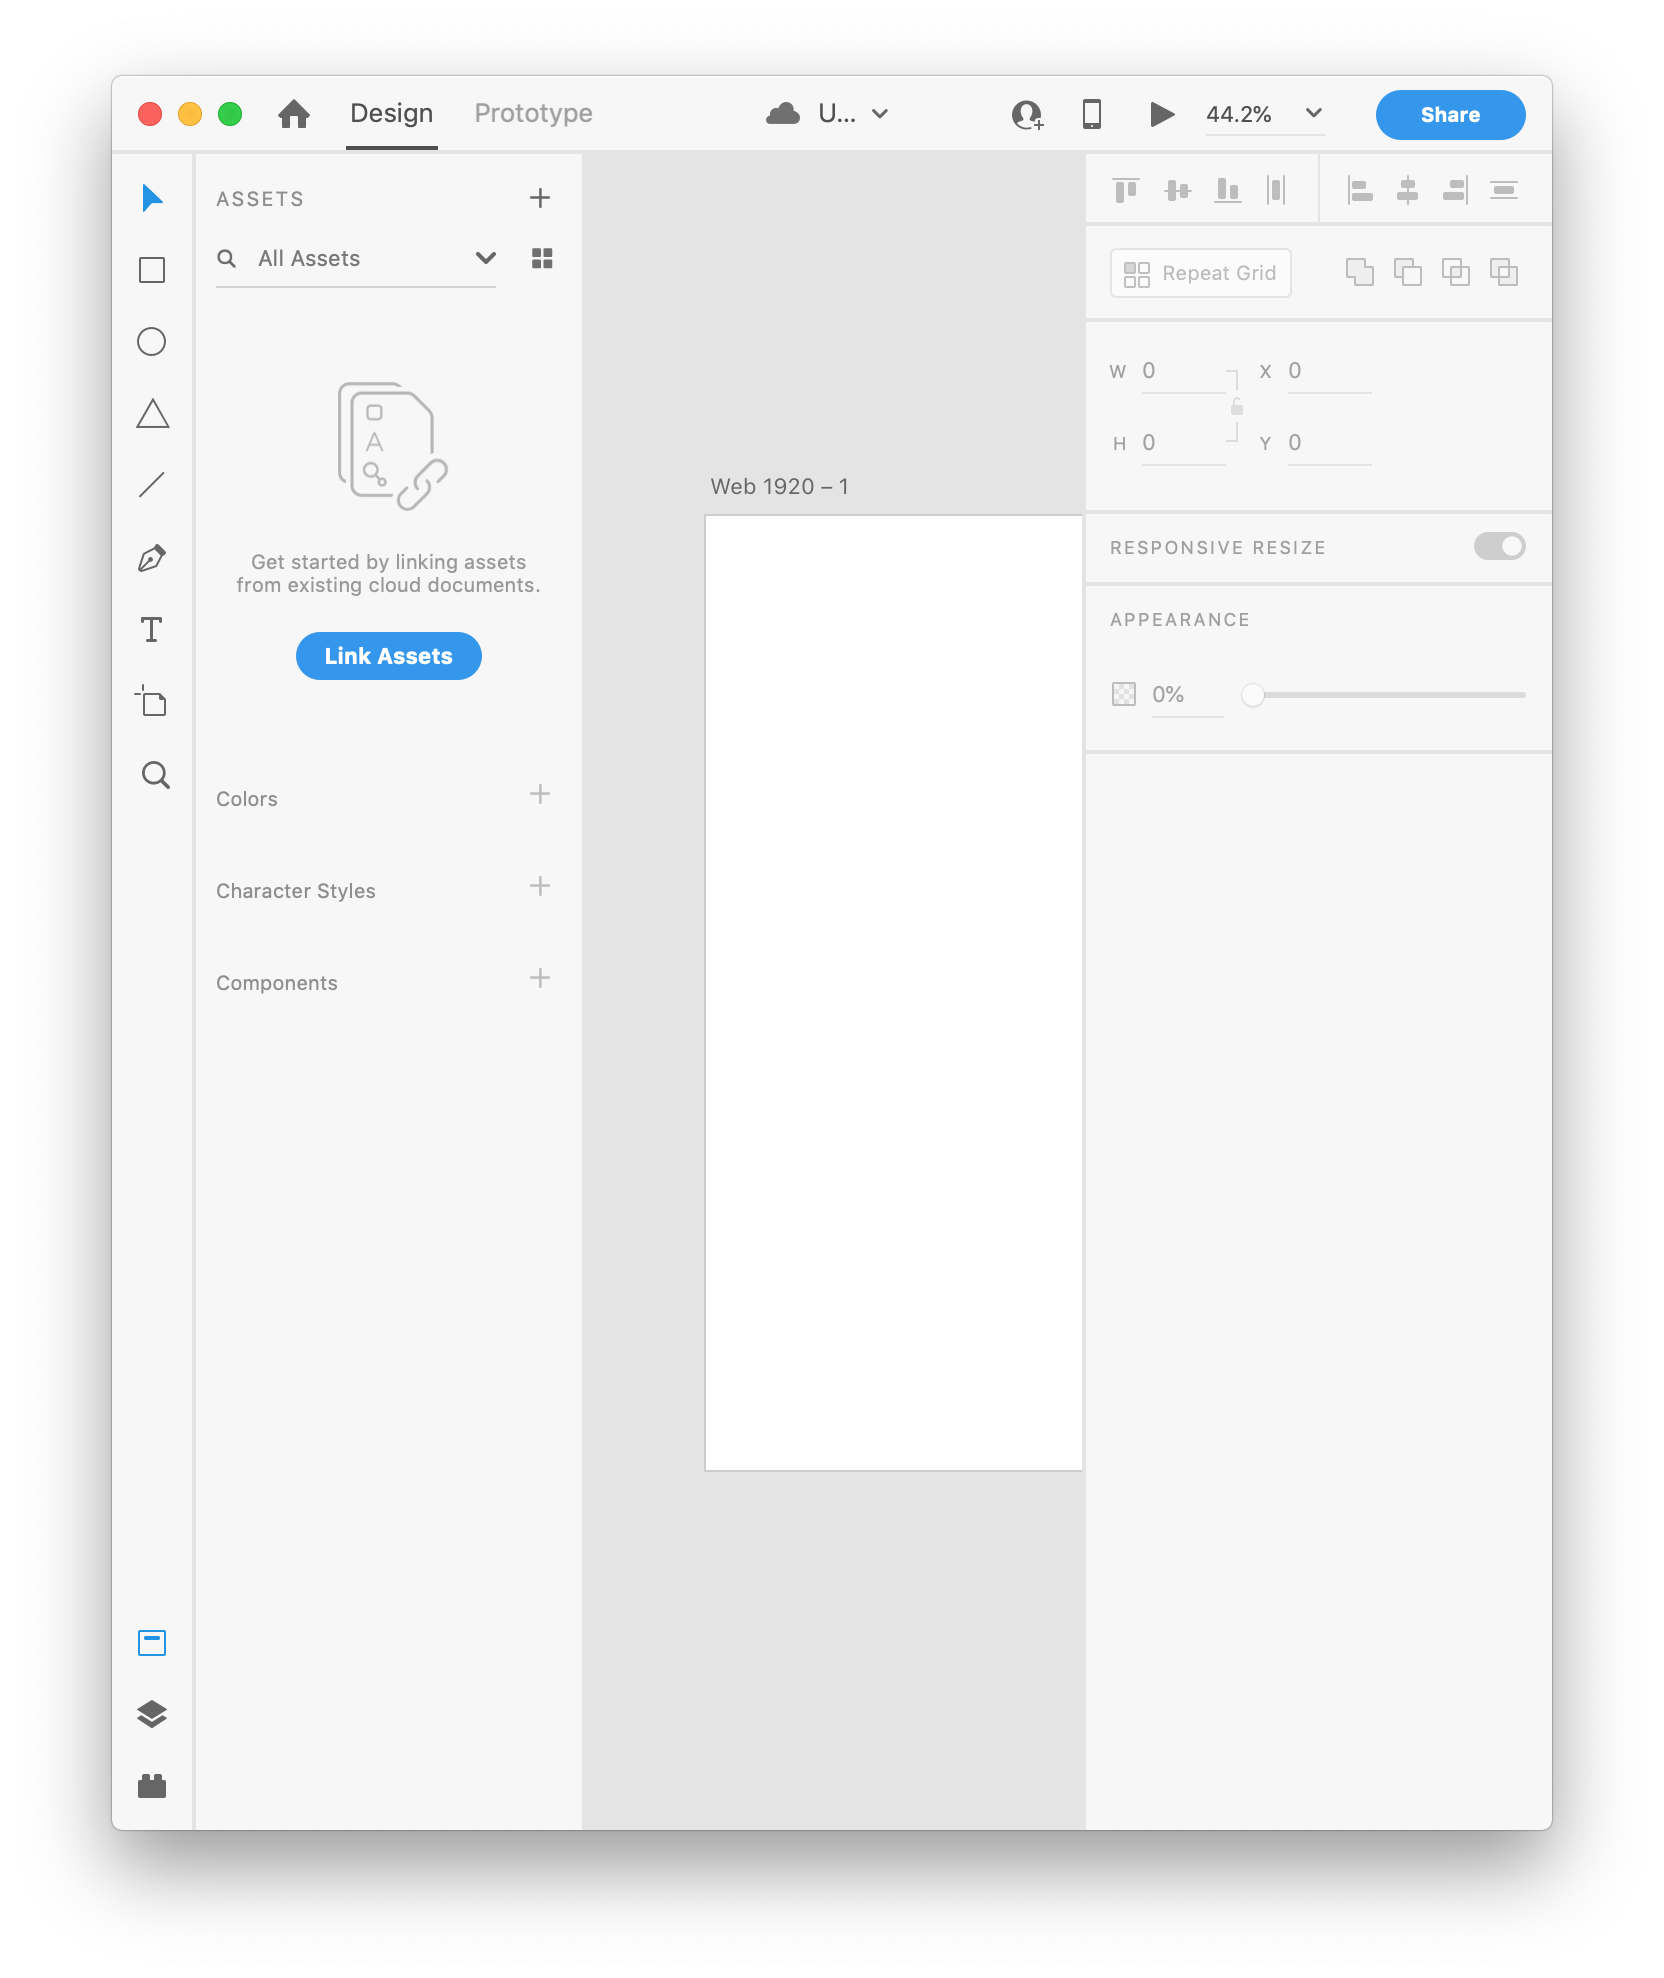 Design
Prototype
U...
44.2%
Share
ASSETS
All Assets
Get started by linking assets
from existing cloud documents.
Link Assets
Colors
Character Styles
Components
Web 1920 – 1
Repeat Grid
W 0 X 0
H 0 Y 0
RESPONSIVE RESIZE
APPEARANCE
0%